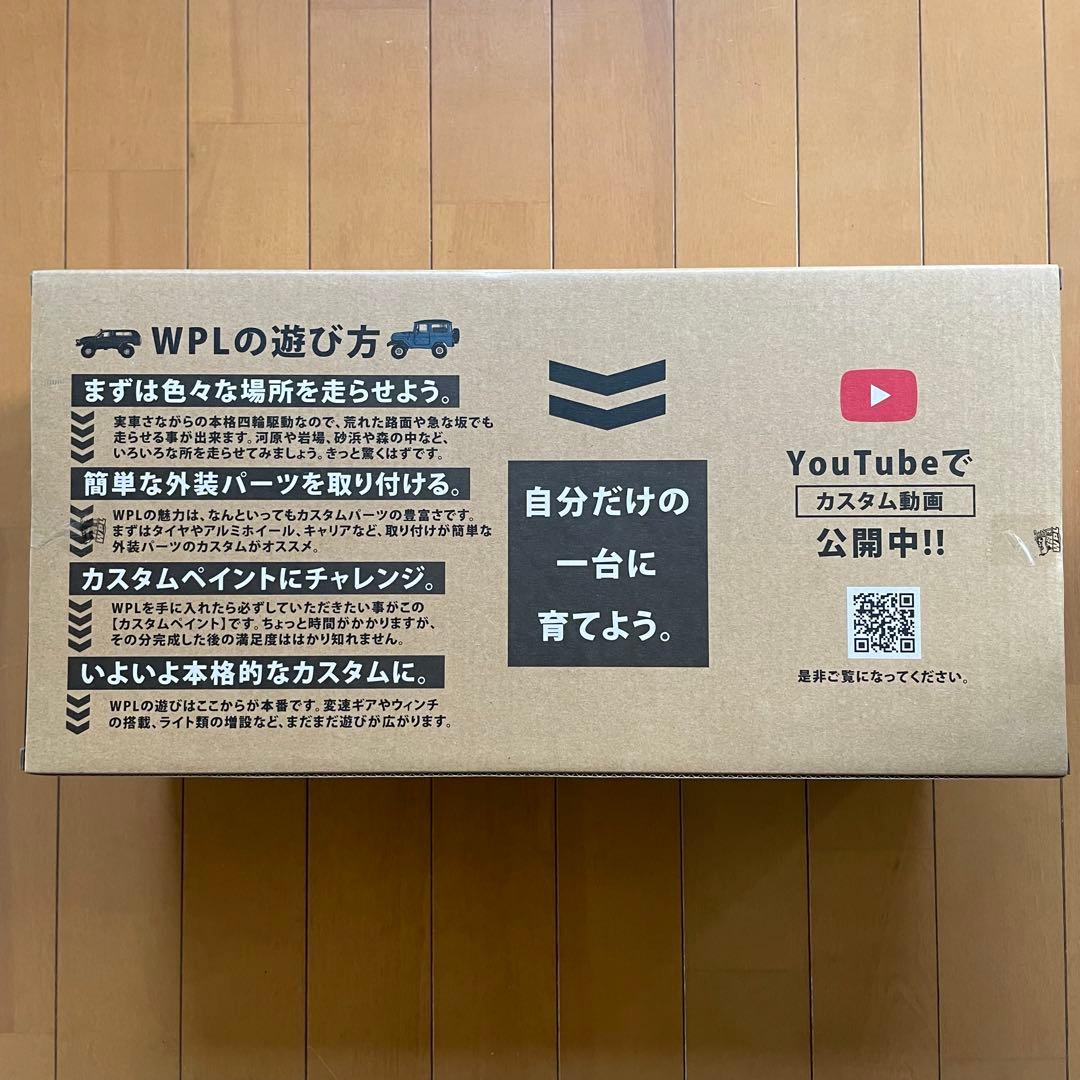 WPLの遊び方
まずは色々な場所を走らせよう。
実車さながらの本格四輪駆動なので、荒れた路面や急な坂でも
走らせる事が出来ます。河原や岩場、砂浜や森の中など、
いろいろな所を走らせてみましょう。きっと驚くはずです。
簡単な外装パーツを取り付ける。
WPLの魅力は、なんといってもカスタムパーツの豊富さです。
まずはタイヤやアルミホイール、キャリアなど、取り付けが簡単な
外装パーツのカスタムがオススメ。
カスタムペイントにチャレンジ。
WPLを手に入れたら必ずしていただきたい事がこの
【カスタムペイント】です。ちょっと時間がかかりますが、
その分完成した後の満足度ははかり知れません。
いよいよ本格的なカスタムに。
WPLの遊びはここからが本番です。変速ギアやウィンチ
の搭載、ライト類の増設など、まだまだ遊びが広がります。
自分だけの
一台に
育てよう。
YouTubeで
カスタム動画
公開中!!
是非ご覧になってください。